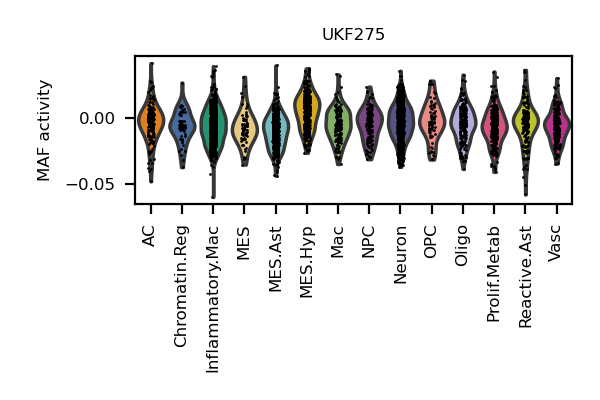 UKF275
MAF activity
0.00
−0.05
AC
Chromatin.Reg
Inflammatory.Mac
MES
MES.Ast
MES.Hyp
Mac
NPC
Neuron
OPC
Oligo
Prolif.Metab
Reactive.Ast
Vasc